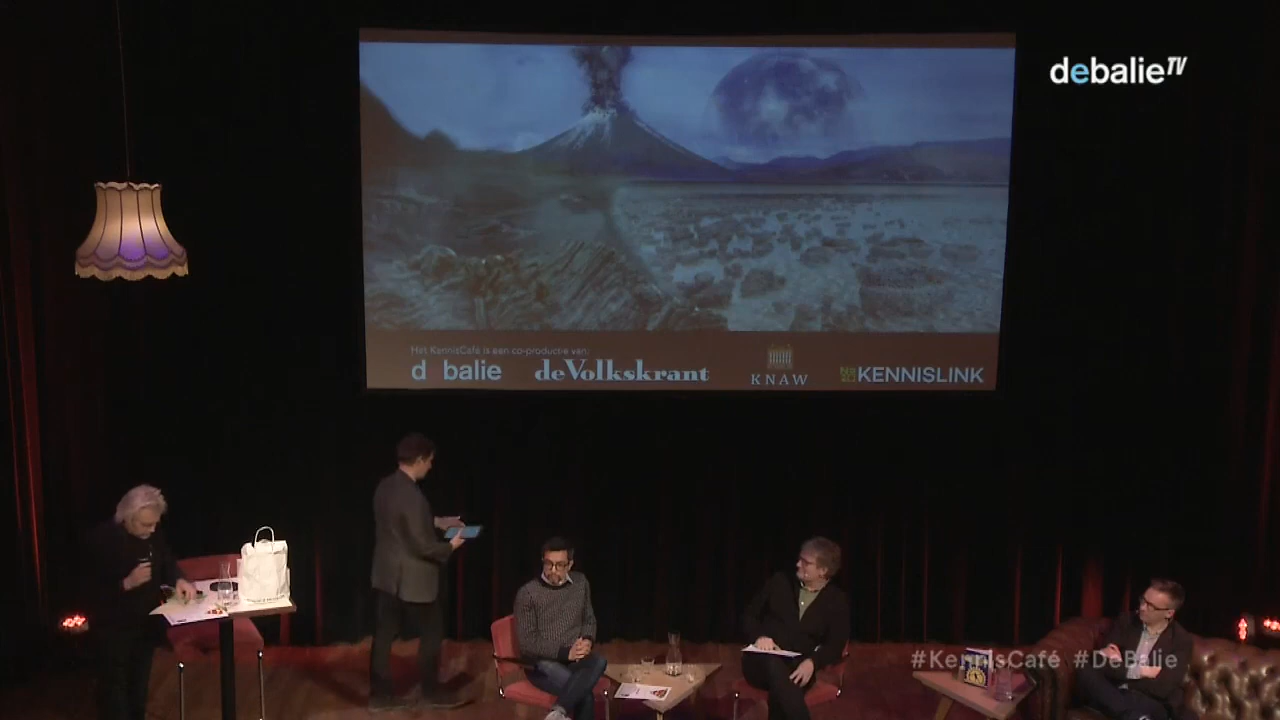 debalieTV
Het KennisCafé is een co-productie van:
d balie
deVolkskrant
KNAW
KENNISLINK
#KennisCafé #DeBalie